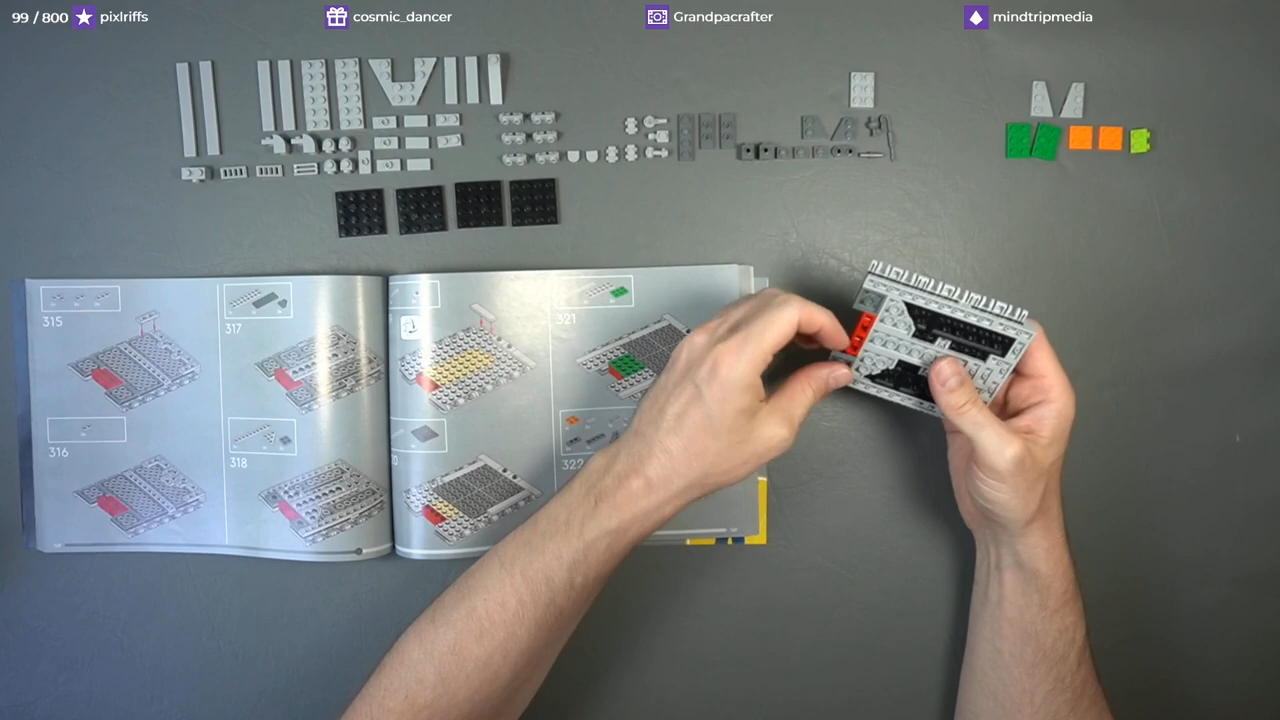 99 / 800 pixlriffs
cosmic_dancer
Grandpacrafter
mindtripmedia
315
317
321
316
318
322